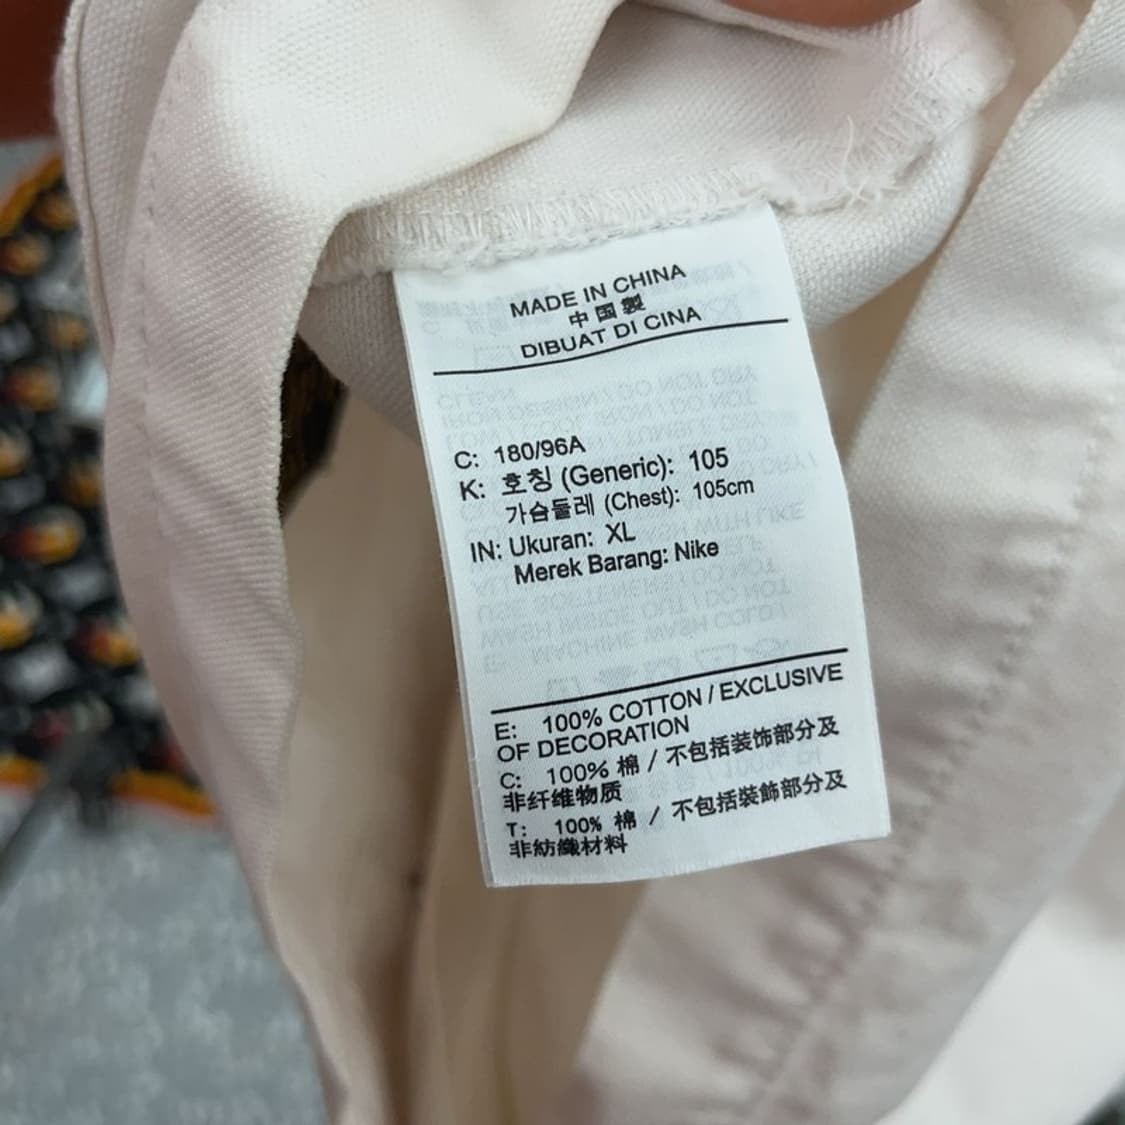 MADE IN CHINA
中国製
DIBUAT DI CINA
C: 180/96A
K: 호칭 (Generic): 105
가슴둘레 (Chest): 105cm
IN: Ukuran: XL
Merek Barang: Nike
E: 100% COTTON / EXCLUSIVE
OF DECORATION
C: 100% 棉 / 不包括装饰部分及
非纤维物质
T: 100% 棉 / 不包括裝飾部分及
非紡織材料